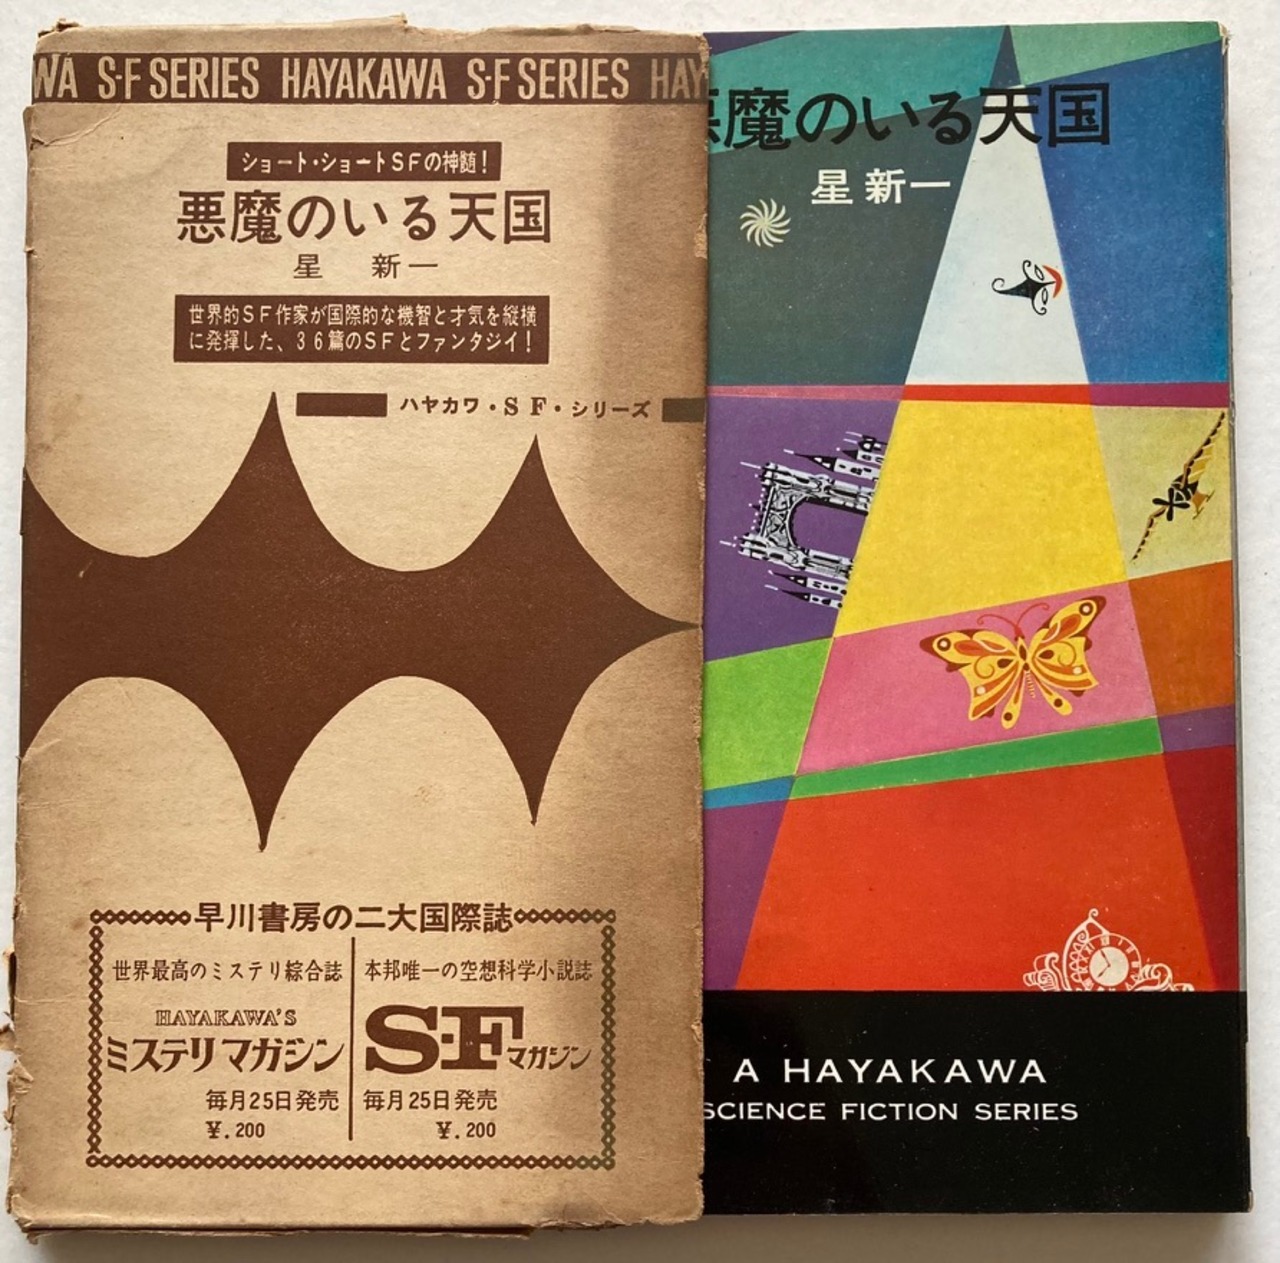 WA S-F SERIES HAYAKAWA S-F SERIES HAY
ショート・ショートSFの神髄!
悪魔のいる天国
星 新一
世界的SF作家が国際的な機智と才気を縦横
に発揮した、36篇のSFとファンタジイ!
ハヤカワ・SF・シリーズ
早川書房の二大国際誌
世界最高のミステリ綜合誌
HAYAKAWA'S
ミステリマガジン
毎月25日発売
¥.200
本邦唯一の空想科学小説誌
S-Fマガジン
毎月25日発売
¥.200
悪魔のいる天国
星 新一
A HAYAKAWA
SCIENCE FICTION SERIES